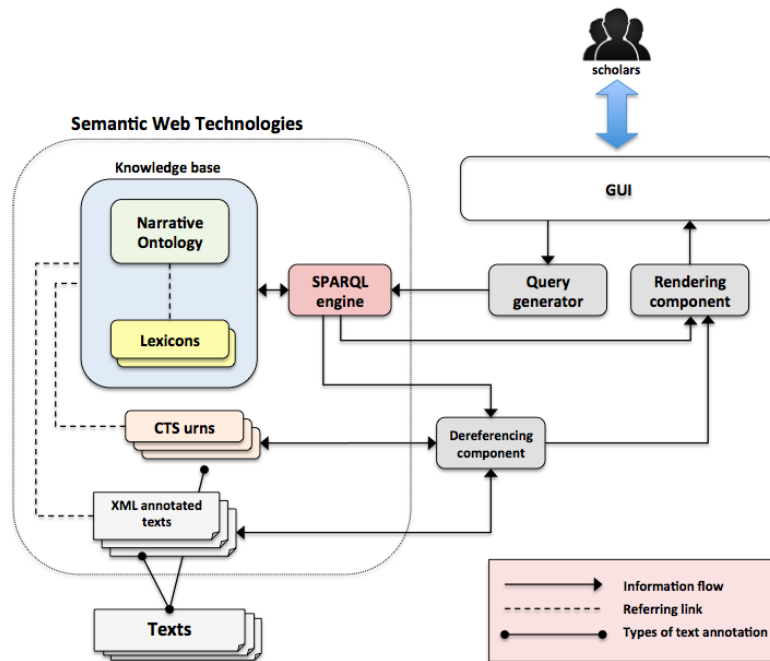 scholars
Semantic Web Technologies
Knowledge base
GUI
Narrative
Ontology
SPARQL
engine
Query
generator
Rendering
component
Lexicons
CTS urns
Dereferencing
component
XML annotated
texts
Texts
Information flow
Referring link
Types of text annotation